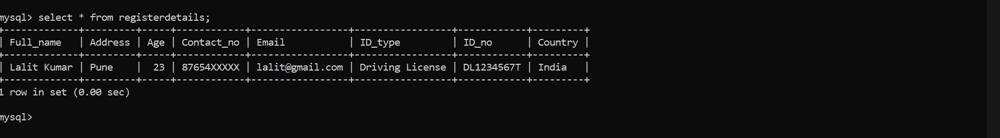 mysql> select * from registerdetails;
+-------------+---------+-----+------------+-----------------+-----------------+------------+---------+
| Full_name   | Address | Age | Contact_no | Email           | ID_type         | ID_no      | Country |
+-------------+---------+-----+------------+-----------------+-----------------+------------+---------+
| Lalit Kumar | Pune    |  23 | 87654XXXXX | lalit@gmail.com | Driving License | DL1234567T | India   |
+-------------+---------+-----+------------+-----------------+-----------------+------------+---------+
1 row in set (0.00 sec)
mysql>